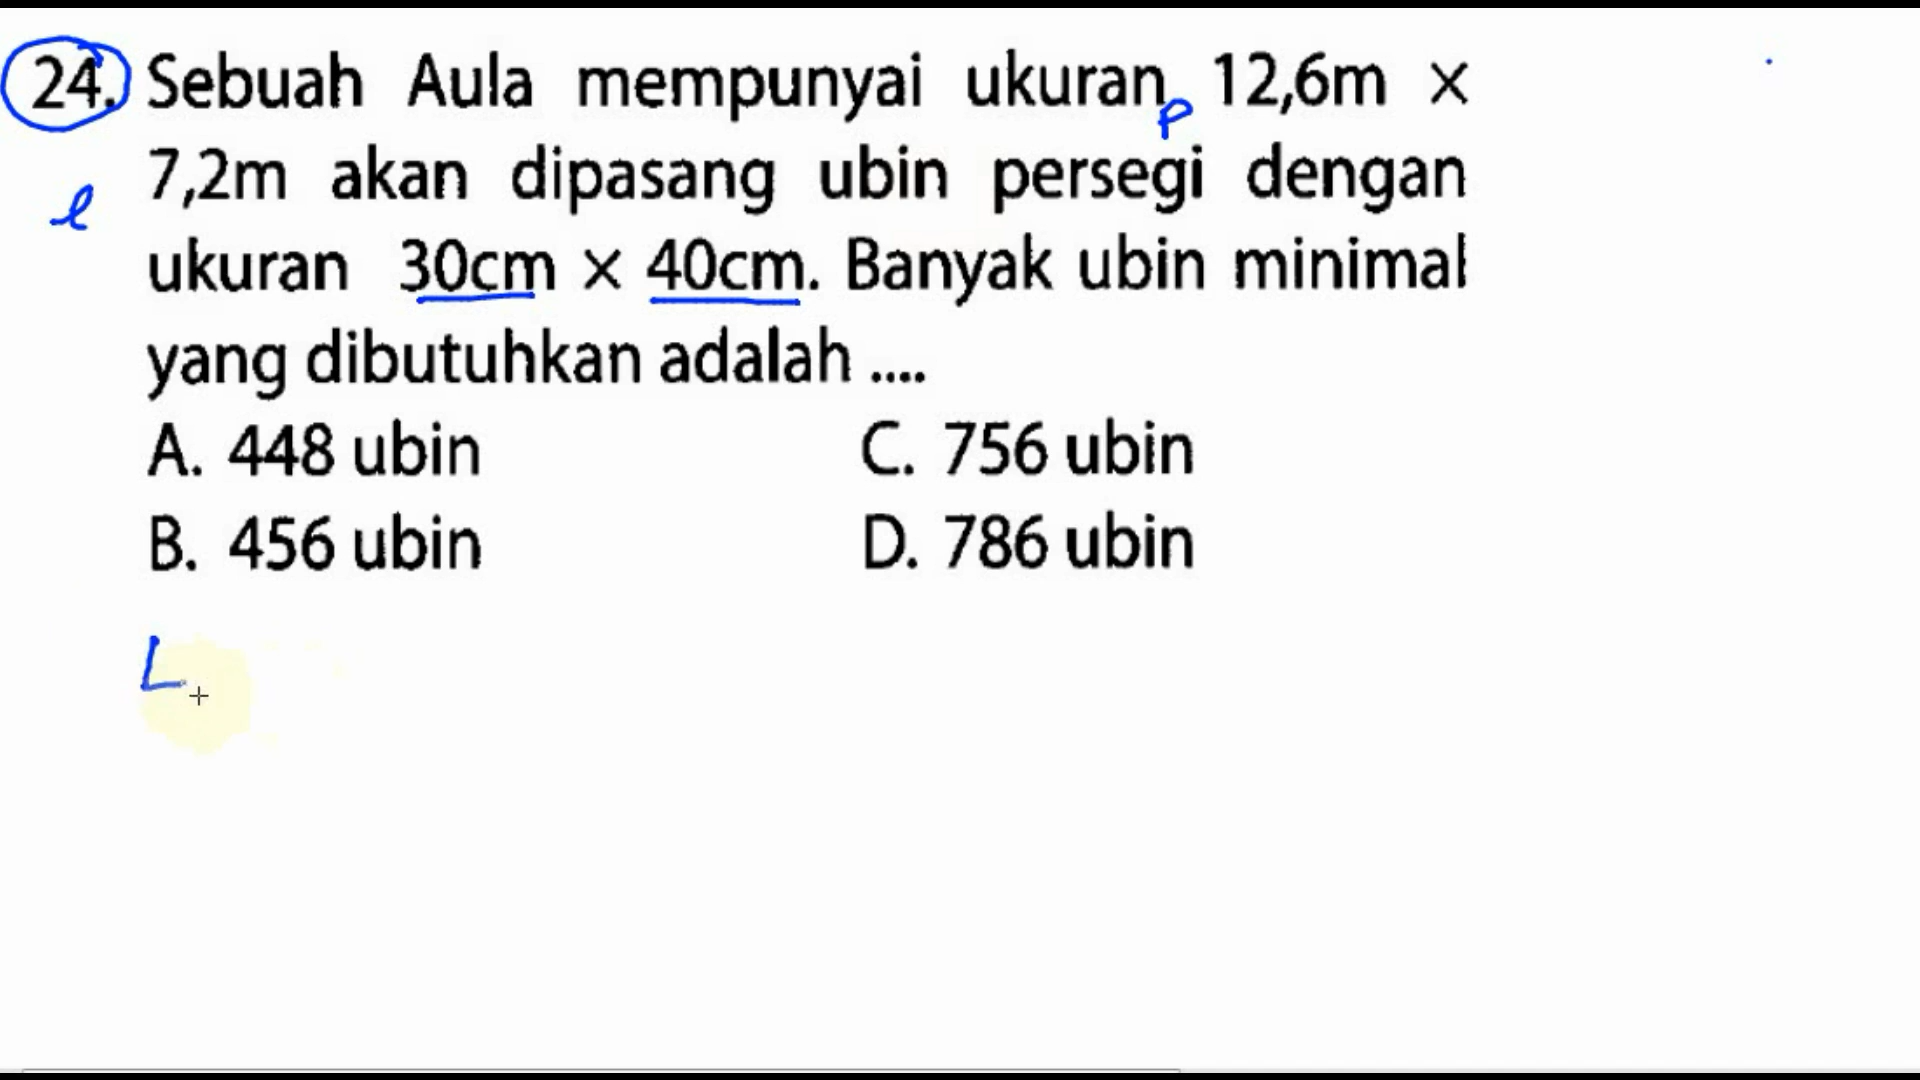 24. Sebuah Aula mempunyai ukuran p 12,6m ×
l 7,2m akan dipasang ubin persegi dengan
ukuran 30cm × 40cm. Banyak ubin minimal
yang dibutuhkan adalah ....
A. 448 ubin C. 756 ubin
B. 456 ubin D. 786 ubin
L